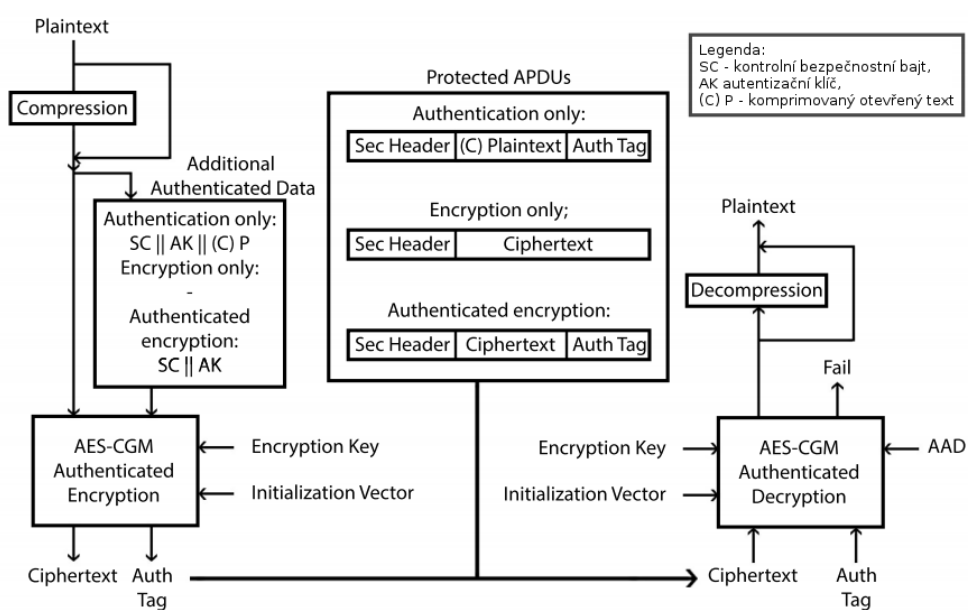 Plaintext
Compression
Additional
Authenticated Data
Authentication only:
SC || AK || (C) P
Encryption only:
-
Authenticated
encryption:
SC || AK
AES-CGM
Authenticated
Encryption
Encryption Key
Initialization Vector
Ciphertext
Auth
Tag
Protected APDUs
Authentication only:
Sec Header (C) Plaintext Auth Tag
Encryption only;
Sec Header Ciphertext
Authenticated encryption:
Sec Header Ciphertext Auth Tag
Legenda:
SC - kontrolní bezpečnostní bajt,
AK autentizační klíč,
(C) P - komprimovaný otevřený text
Plaintext
Decompression
Fail
Encryption Key
Initialization Vector
AES-CGM
Authenticated
Decryption
AAD
Ciphertext
Auth
Tag